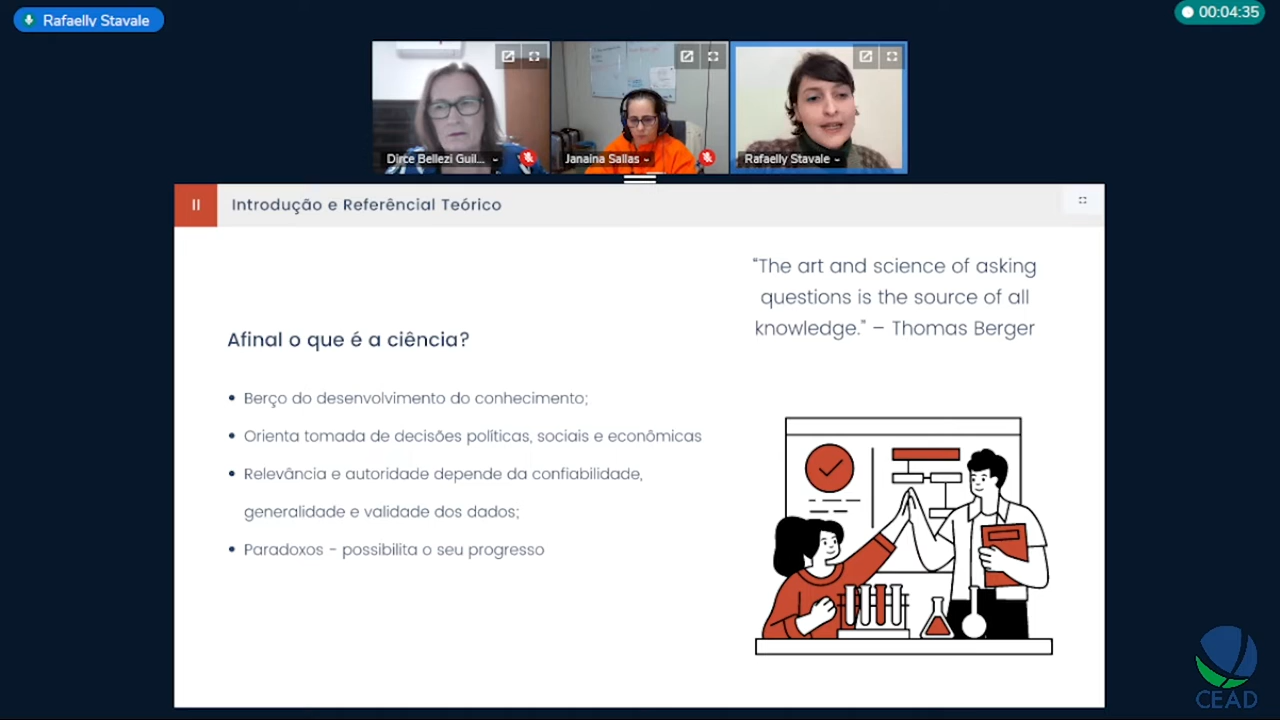 Rafaelly Stavale
00:04:35
Dirce Bellezi Guil...
Janaina Sallas
Rafaelly Stavale
II
Introdução e Referêncial Teórico
"The art and science of asking
questions is the source of all
knowledge." – Thomas Berger
Afinal o que é a ciência?
• Berço do desenvolvimento do conhecimento;
• Orienta tomada de decisões políticas, sociais e econômicas
• Relevância e autoridade depende da confiabilidade,
generalidade e validade dos dados;
• Paradoxos - possibilita o seu progresso
CEAD